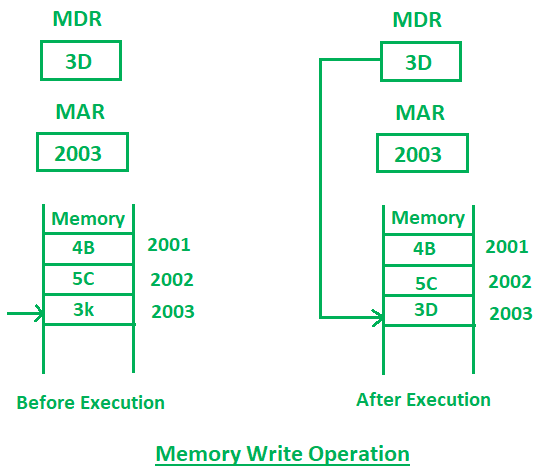 MDR
3D
MAR
2003
Memory
4B 2001
5C 2002
3k 2003
Before Execution
MDR
3D
MAR
2003
Memory
4B 2001
5C 2002
3D 2003
After Execution
Memory Write Operation